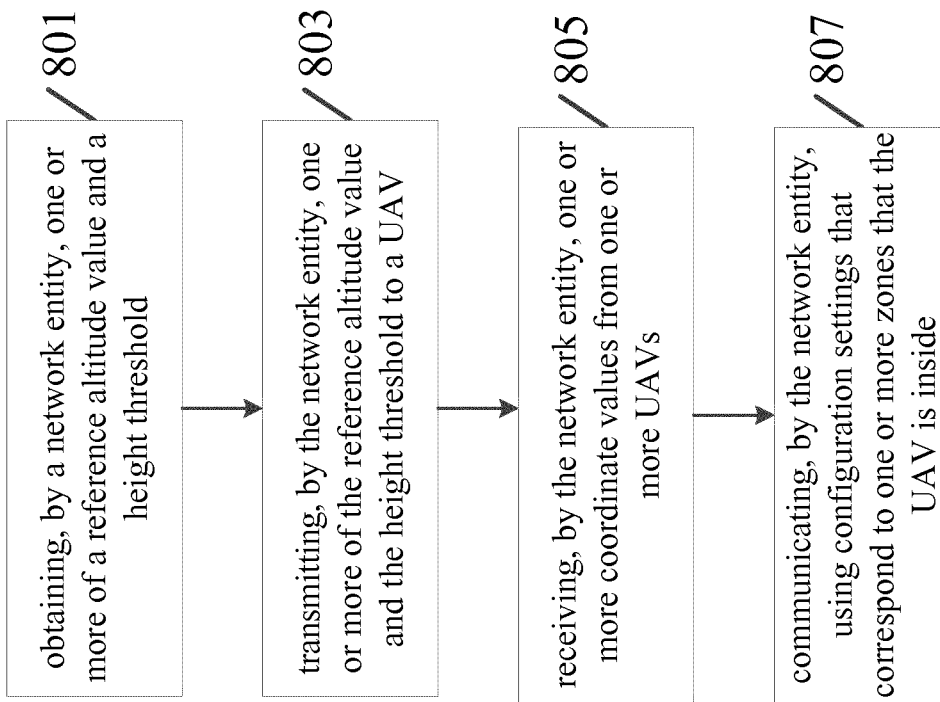 obtaining, by a network entity, one or
more of a reference altitude value and a
height threshold
801
transmitting, by the network entity, one
or more of the reference altitude value
and the height threshold to a UAV
803
receiving, by the network entity, one or
more coordinate values from one or
more UAVs
805
communicating, by the network entity,
using configuration settings that
correspond to one or more zones that the
UAV is inside
807